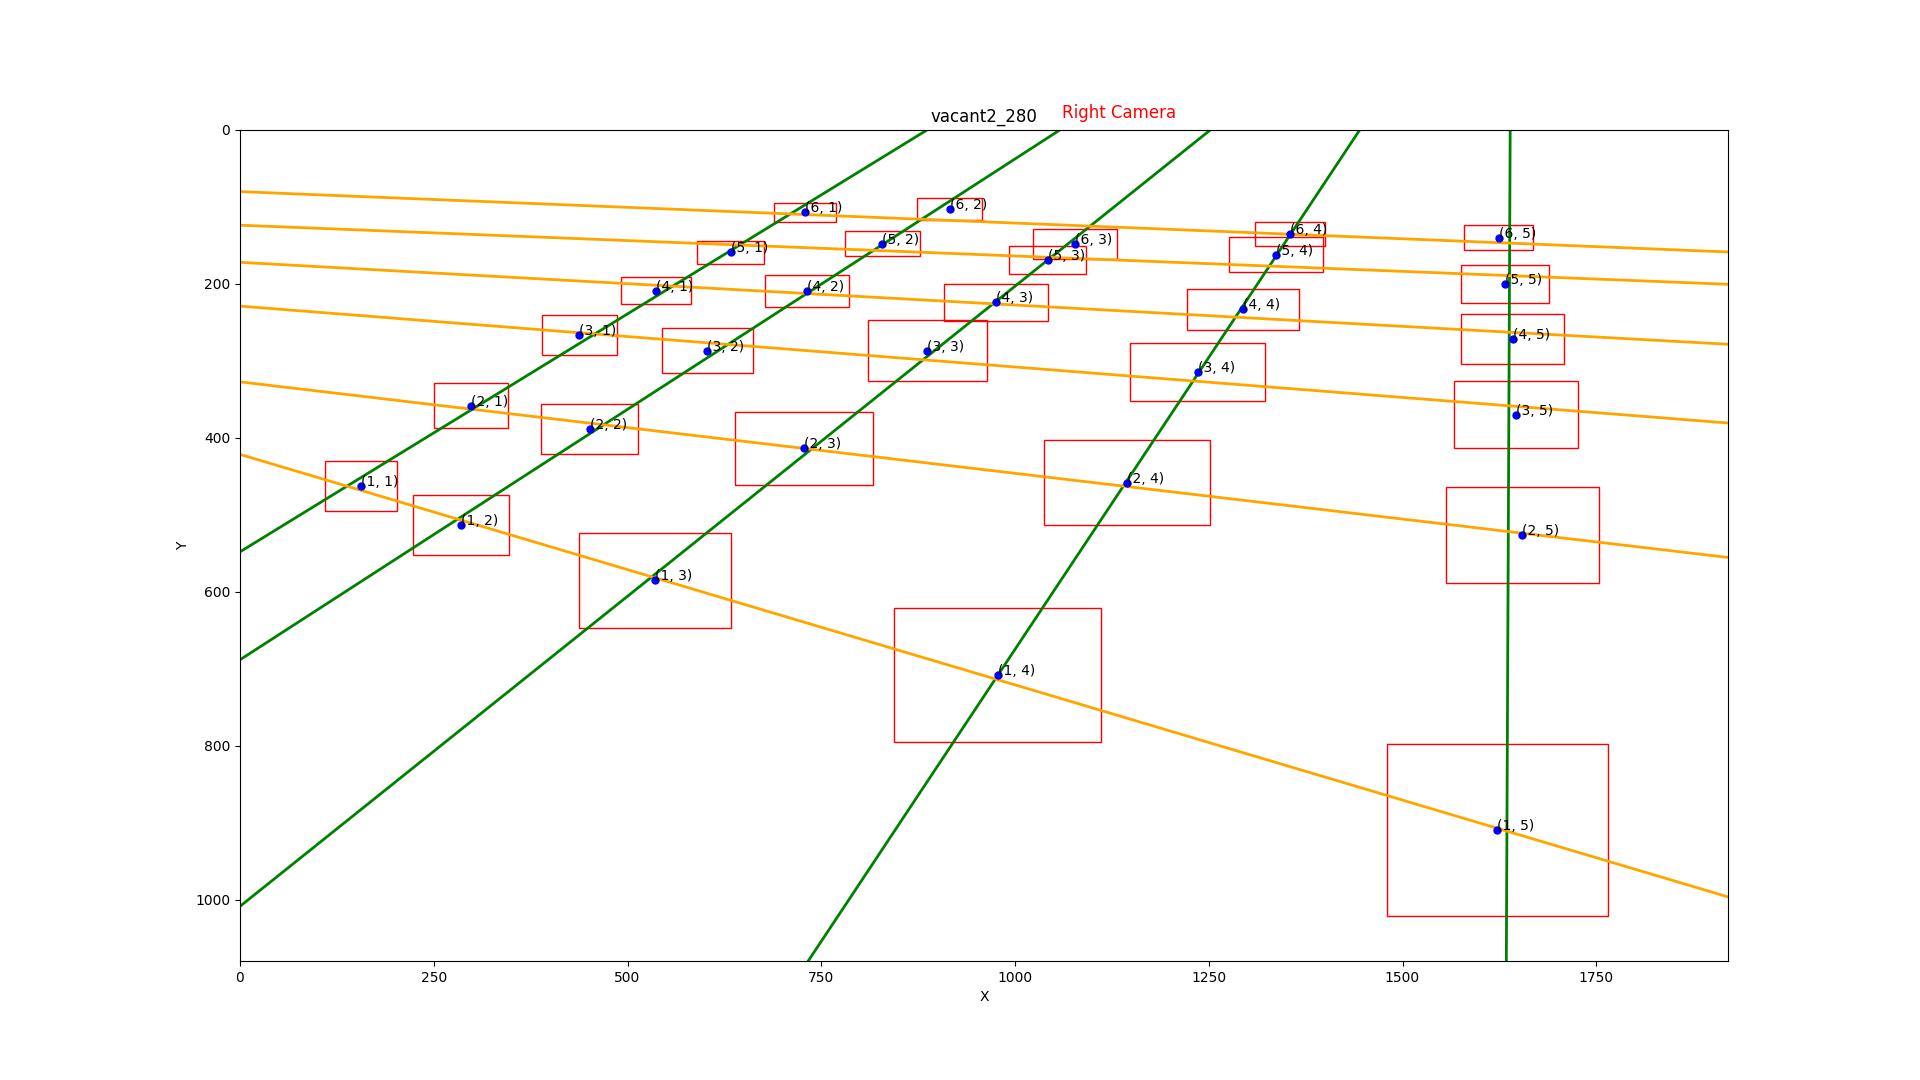 vacant2_280 Right Camera
0
(6, 1) (6, 2)
(6, 4) (6, 5)
(5, 1) (5, 2) (6, 3)
(5, 3) (5, 4)
200
(4, 1) (4, 2) (5, 5)
(4, 3) (4, 4)
(3, 1) (3, 2) (3, 3) (4, 5)
(3, 4)
(2, 1) (2, 2) (3, 5)
400
(2, 3)
(1, 1) (2, 4)
(1, 2) (2, 5)
Y
(1, 3)
600
(1, 4)
800
(1, 5)
1000
0 250 500 750 1000 1250 1500 1750
X